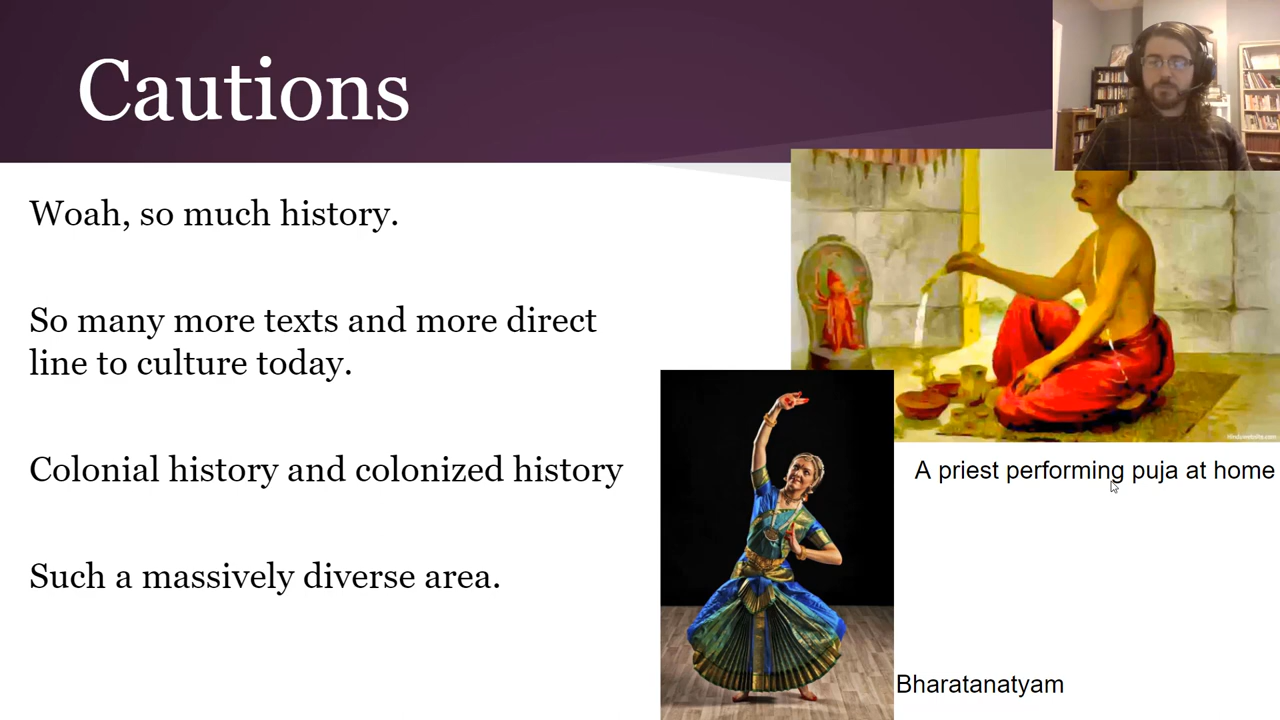 Cautions
Woah, so much history.
So many more texts and more direct
line to culture today.
Colonial history and colonized history
Such a massively diverse area.
A priest performing puja at home
Bharatanatyam